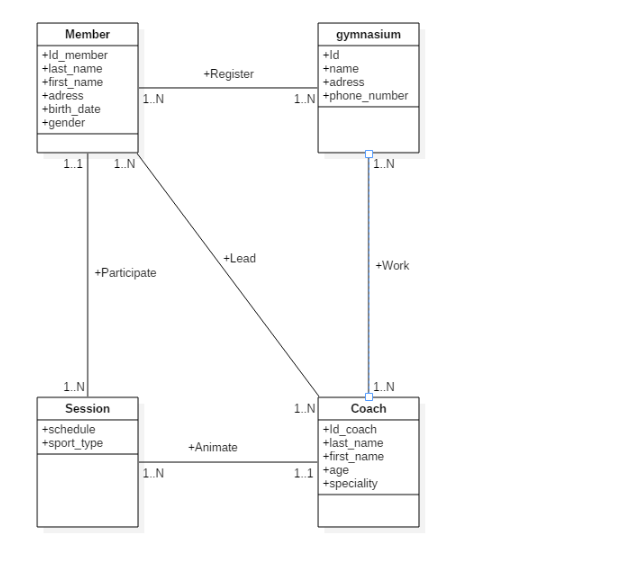 Member
+Id_member
+last_name
+first_name
+adress
+birth_date
+gender
gymnasium
+Id
+name
+adress
+phone_number
+Register
1..N
1..N
1..1
1..N
1..N
+Lead
+Work
+Participate
1..N
1..N
1..N
Session
+schedule
+sport_type
Coach
+Id_coach
+last_name
+first_name
+age
+speciality
+Animate
1..N
1..1